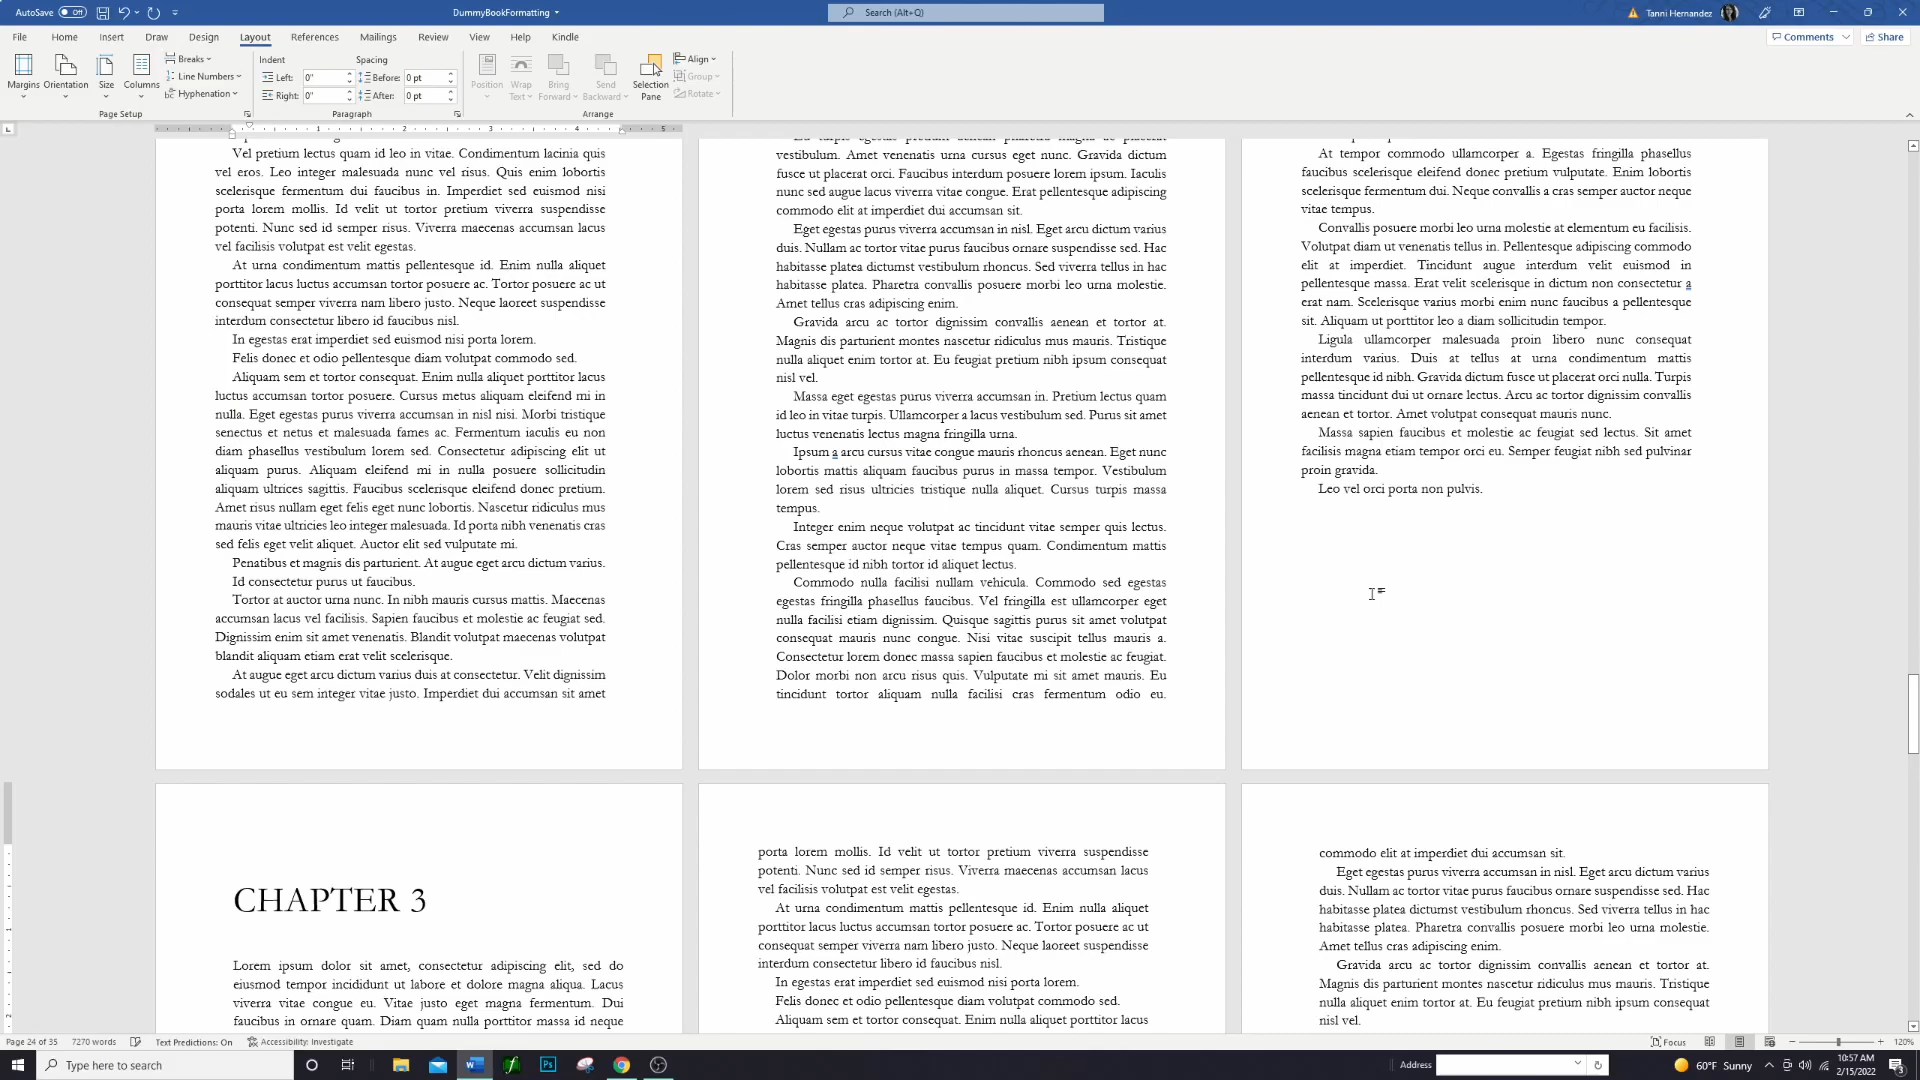 AutoSave Off
DummyBookFormatting
Search (Alt+Q)
Tanni Hernandez
File Home Insert Draw Design Layout References Mailings Review View Help Kindle
Comments Share
Margins
Orientation
Size
Columns
Breaks
Line Numbers
Hyphenation
Page Setup
Indent
Left: 0"
Right: 0"
Spacing
Before: 0 pt
After: 0 pt
Paragraph
Position
Wrap
Text
Bring
Forward
Send
Backward
Selection
Pane
Align
Group
Rotate
Arrange
1 2 3 4 5
Vel pretium lectus quam id leo in vitae. Condimentum lacinia quis
vel eros. Leo integer malesuada nunc vel risus. Quis enim lobortis
scelerisque fermentum dui faucibus in. Imperdiet sed euismod nisi
porta lorem mollis. Id velit ut tortor pretium viverra suspendisse
potenti. Nunc sed id semper risus. Viverra maecenas accumsan lacus
vel facilisis volutpat est velit egestas.
At urna condimentum mattis pellentesque id. Enim nulla aliquet
porttitor lacus luctus accumsan tortor posuere ac. Tortor posuere ac ut
consequat semper viverra nam libero justo. Neque laoreet suspendisse
interdum consectetur libero id faucibus nisl.
In egestas erat imperdiet sed euismod nisi porta lorem.
Felis donec et odio pellentesque diam volutpat commodo sed.
Aliquam sem et tortor consequat. Enim nulla aliquet porttitor lacus
luctus accumsan tortor posuere. Cursus metus aliquam eleifend mi in
nulla. Eget egestas purus viverra accumsan in nisl nisi. Morbi tristique
senectus et netus et malesuada fames ac. Fermentum iaculis eu non
diam phasellus vestibulum lorem sed. Consectetur adipiscing elit ut
aliquam purus. Aliquam eleifend mi in nulla posuere sollicitudin
aliquam ultrices sagittis. Faucibus scelerisque eleifend donec pretium.
Amet risus nullam eget felis eget nunc lobortis. Nascetur ridiculus mus
mauris vitae ultricies leo integer malesuada. Id porta nibh venenatis cras
sed felis eget velit aliquet. Auctor elit sed vulputate mi.
Penatibus et magnis dis parturient. At augue eget arcu dictum varius.
Id consectetur purus ut faucibus.
Tortor at auctor urna nunc. In nibh mauris cursus mattis. Maecenas
accumsan lacus vel facilisis. Sapien faucibus et molestie ac feugiat sed.
Dignissim enim sit amet venenatis. Blandit volutpat maecenas volutpat
blandit aliquam etiam erat velit scelerisque.
At augue eget arcu dictum varius duis at consectetur. Velit dignissim
sodales ut eu sem integer vitae justo. Imperdiet dui accumsan sit amet
Eu turpis egestas pretium aenean pharetra magna ac placerat
vestibulum. Amet venenatis urna cursus eget nunc. Gravida dictum
fusce ut placerat orci. Faucibus interdum posuere lorem ipsum. Iaculis
nunc sed augue lacus viverra vitae congue. Erat pellentesque adipiscing
commodo elit at imperdiet dui accumsan sit.
Eget egestas purus viverra accumsan in nisl. Eget arcu dictum varius
duis. Nullam ac tortor vitae purus faucibus ornare suspendisse sed. Hac
habitasse platea dictumst vestibulum rhoncus. Sed viverra tellus in hac
habitasse platea. Pharetra convallis posuere morbi leo urna molestie.
Amet tellus cras adipiscing enim.
Gravida arcu ac tortor dignissim convallis aenean et tortor at.
Magnis dis parturient montes nascetur ridiculus mus mauris. Tristique
nulla aliquet enim tortor at. Eu feugiat pretium nibh ipsum consequat
nisl vel.
Massa eget egestas purus viverra accumsan in. Pretium lectus quam
id leo in vitae turpis. Ullamcorper a lacus vestibulum sed. Purus sit amet
luctus venenatis lectus magna fringilla urna.
Ipsum a arcu cursus vitae congue mauris rhoncus aenean. Eget nunc
lobortis mattis aliquam faucibus purus in massa tempor. Vestibulum
lorem sed risus ultricies tristique nulla aliquet. Cursus turpis massa
tempus.
Integer enim neque volutpat ac tincidunt vitae semper quis lectus.
Cras semper auctor neque vitae tempus quam. Condimentum mattis
pellentesque id nibh tortor id aliquet lectus.
Commodo nulla facilisi nullam vehicula. Commodo sed egestas
egestas fringilla phasellus faucibus. Vel fringilla est ullamcorper eget
nulla facilisi etiam dignissim. Quisque sagittis purus sit amet volutpat
consequat mauris nunc congue. Nisi vitae suscipit tellus mauris a.
Consectetur lorem donec massa sapien faucibus et molestie ac feugiat.
Dolor morbi non arcu risus quis. Vulputate mi sit amet mauris. Eu
tincidunt tortor aliquam nulla facilisi cras fermentum odio eu.
At tempor commodo ullamcorper a. Egestas fringilla phasellus
faucibus scelerisque eleifend donec pretium vulputate. Enim lobortis
scelerisque fermentum dui. Neque convallis a cras semper auctor neque
vitae tempus.
Convallis posuere morbi leo urna molestie at elementum eu facilisis.
Volutpat diam ut venenatis tellus in. Pellentesque adipiscing commodo
elit at imperdiet. Tincidunt augue interdum velit euismod in
pellentesque massa. Erat velit scelerisque in dictum non consectetur a
erat nam. Scelerisque varius morbi enim nunc faucibus a pellentesque
sit. Aliquam ut porttitor leo a diam sollicitudin tempor.
Ligula ullamcorper malesuada proin libero nunc consequat
interdum varius. Duis at tellus at urna condimentum mattis
pellentesque id nibh. Gravida dictum fusce ut placerat orci nulla. Turpis
massa tincidunt dui ut ornare lectus. Arcu ac tortor dignissim convallis
aenean et tortor. Amet volutpat consequat mauris nunc.
Massa sapien faucibus et molestie ac feugiat sed lectus. Sit amet
facilisis magna etiam tempor orci eu. Semper feugiat nibh sed pulvinar
proin gravida.
Leo vel orci porta non pulvis.
CHAPTER 3
Lorem ipsum dolor sit amet, consectetur adipiscing elit, sed do
eiusmod tempor incididunt ut labore et dolore magna aliqua. Lacus
viverra vitae congue eu. Vitae justo eget magna fermentum. Dui
faucibus in ornare quam. Diam quam nulla porttitor massa id neque
porta lorem mollis. Id velit ut tortor pretium viverra suspendisse
potenti. Nunc sed id semper risus. Viverra maecenas accumsan lacus
vel facilisis volutpat est velit egestas.
At urna condimentum mattis pellentesque id. Enim nulla aliquet
porttitor lacus luctus accumsan tortor posuere ac. Tortor posuere ac ut
consequat semper viverra nam libero justo. Neque laoreet suspendisse
interdum consectetur libero id faucibus nisl.
In egestas erat imperdiet sed euismod nisi porta lorem.
Felis donec et odio pellentesque diam volutpat commodo sed.
Aliquam sem et tortor consequat. Enim nulla aliquet porttitor lacus
commodo elit at imperdiet dui accumsan sit.
Eget egestas purus viverra accumsan in nisl. Eget arcu dictum varius
duis. Nullam ac tortor vitae purus faucibus ornare suspendisse sed. Hac
habitasse platea dictumst vestibulum rhoncus. Sed viverra tellus in hac
habitasse platea. Pharetra convallis posuere morbi leo urna molestie.
Amet tellus cras adipiscing enim.
Gravida arcu ac tortor dignissim convallis aenean et tortor at.
Magnis dis parturient montes nascetur ridiculus mus mauris. Tristique
nulla aliquet enim tortor at. Eu feugiat pretium nibh ipsum consequat
nisl vel.
Page 24 of 35 7270 words Text Predictions: On Accessibility: Investigate
Focus 120%
Type here to search
Address
60°F Sunny
10:57 AM
2/15/2022